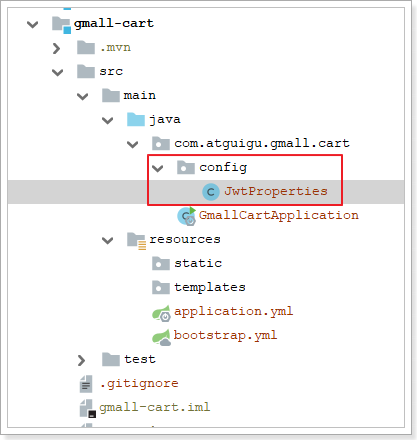 gmall-cart
.mvn
src
main
java
com.atguigu.gmall.cart
config
JwtProperties
GmallCartApplication
resources
static
templates
application.yml
bootstrap.yml
test
.gitignore
gmall-cart.iml